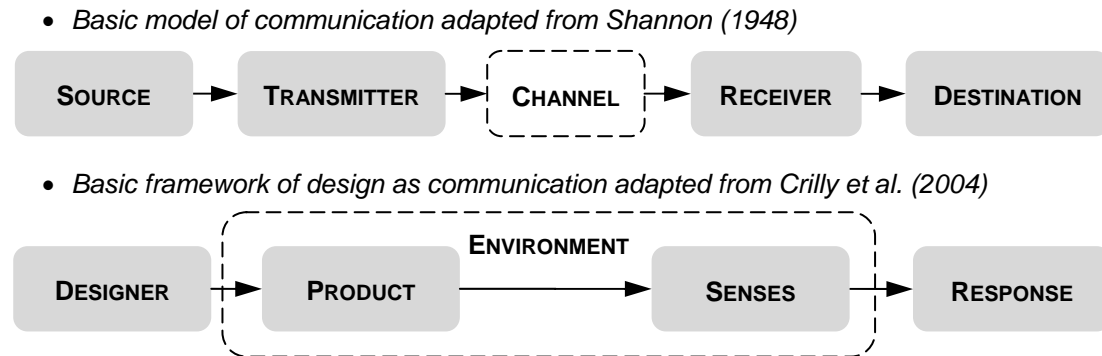 • Basic model of communication adapted from Shannon (1948)
SOURCE TRANSMITTER CHANNEL RECEIVER DESTINATION
• Basic framework of design as communication adapted from Crilly et al. (2004)
ENVIRONMENT
DESIGNER PRODUCT SENSES RESPONSE